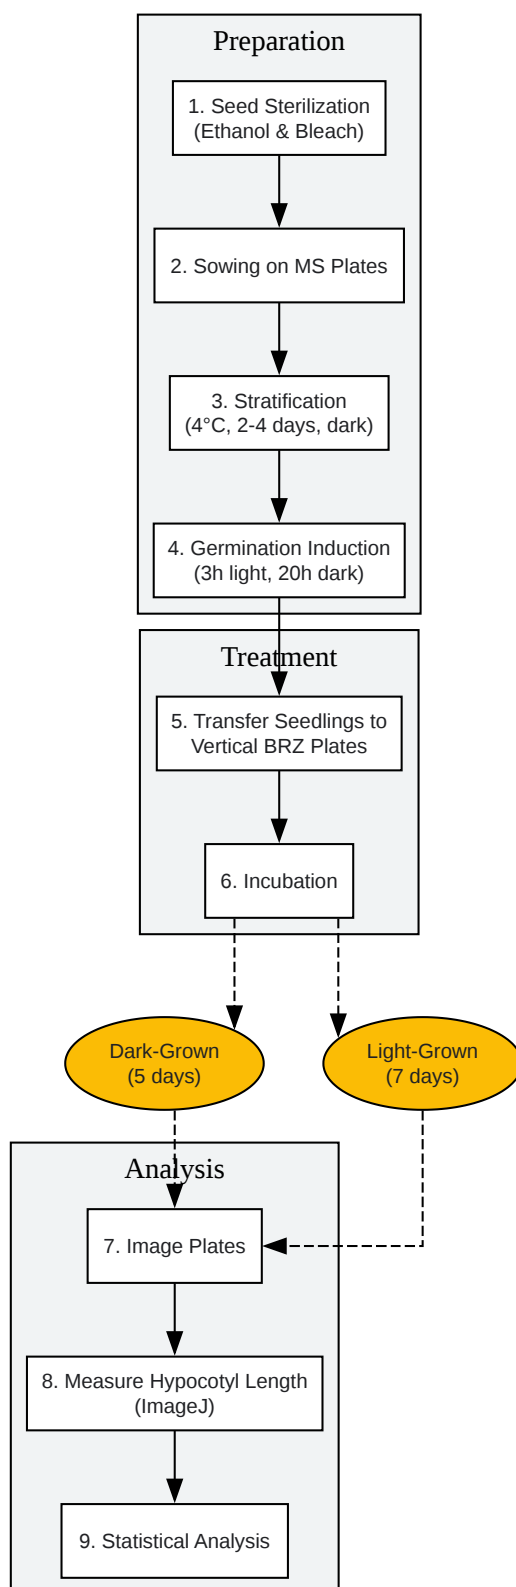 Preparation
1. Seed Sterilization
(Ethanol & Bleach)
2. Sowing on MS Plates
3. Stratification
(4°C, 2-4 days, dark)
4. Germination Induction
(3h light, 20h dark)
Treatment
5. Transfer Seedlings to
Vertical BRZ Plates
6. Incubation
Dark-Grown
(5 days)
Light-Grown
(7 days)
Analysis
7. Image Plates
8. Measure Hypocotyl Length
(ImageJ)
9. Statistical Analysis